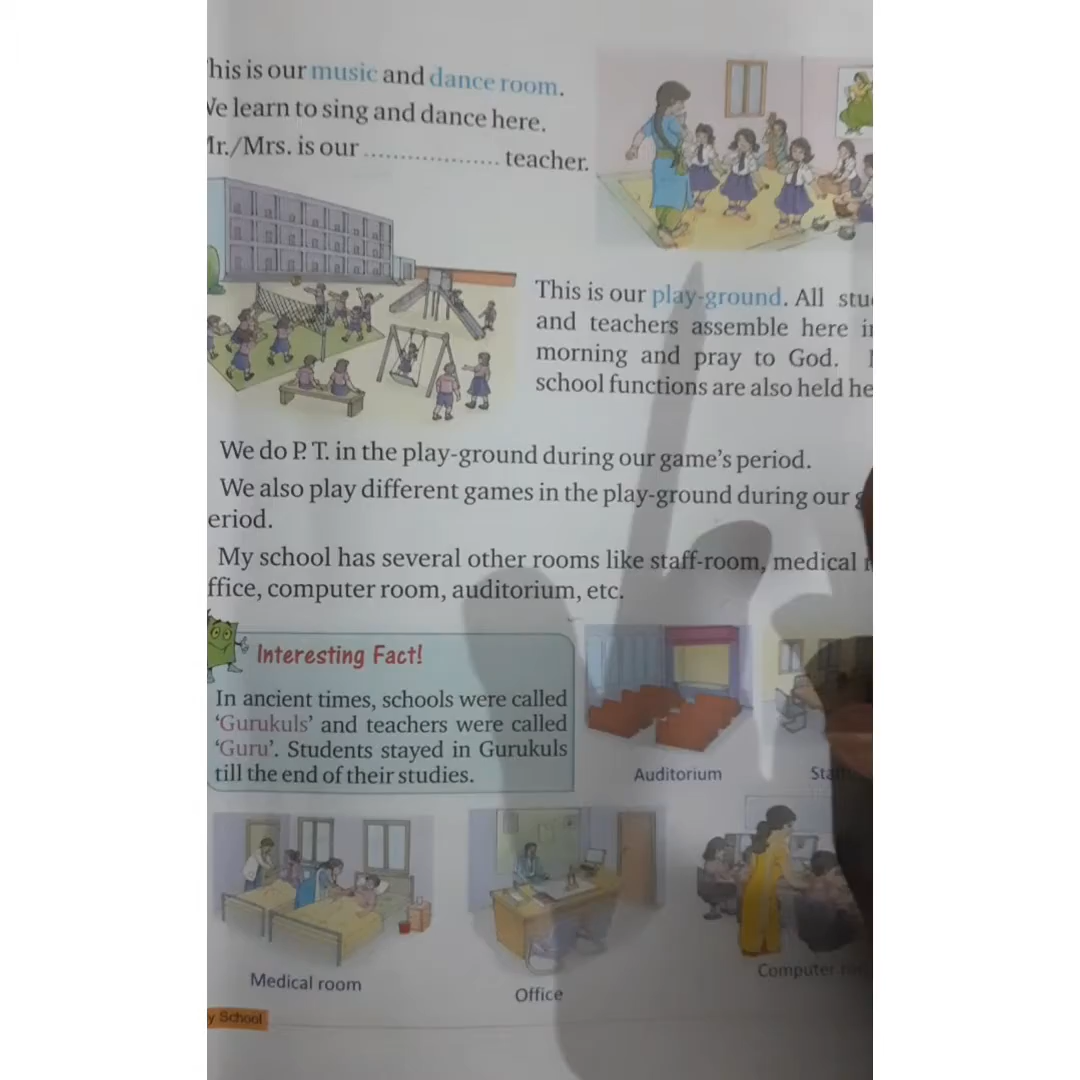 his is our music and dance room.
We learn to sing and dance here.
Mr./Mrs. is our .................... teacher.
This is our play-ground. All stu
and teachers assemble here i
morning and pray to God.
school functions are also held he
We do P. T. in the play-ground during our game's period.
We also play different games in the play-ground during our g
eriod.
My school has several other rooms like staff-room, medical r
ffice, computer room, auditorium, etc.
Interesting Fact!
In ancient times, schools were called
'Gurukuls' and teachers were called
'Guru'. Students stayed in Gurukuls
till the end of their studies.
Auditorium
Sta
Medical room
Office
Computer
y School